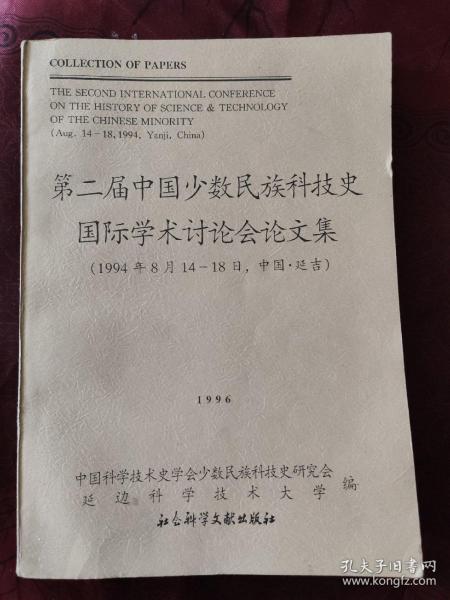 COLLECTION OF PAPERS
THE SECOND INTERNATIONAL CONFERENCE
ON THE HISTORY OF SCIENCE & TECHNOLOGY
OF THE CHINESE MINORITY
(Aug. 14-18, 1994, Yanji, China)
第二届中国少数民族科技史
国际学术讨论会论文集
(1994年8月14-18日，中国·延吉)
1996
中国科学技术史学会少数民族科技史研究会
延边科学技术大学 编
社会科学文献出版社
孔夫子旧书网
www.kongfz.com